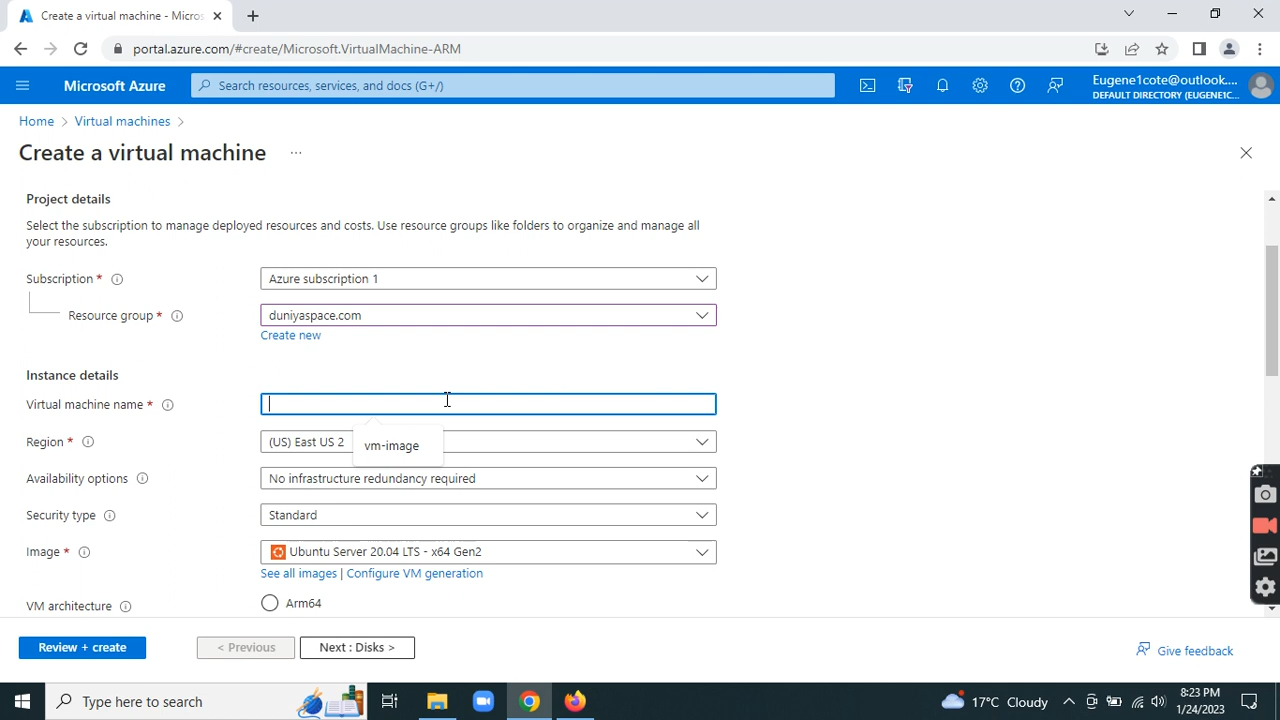 Create a virtual machine - Micros
portal.azure.com/#create/Microsoft.VirtualMachine-ARM
Microsoft Azure
Search resources, services, and docs (G+/)
Eugene1cote@outlook....
DEFAULT DIRECTORY (EUGENE1C...
Home > Virtual machines >
Create a virtual machine ...
Project details
Select the subscription to manage deployed resources and costs. Use resource groups like folders to organize and manage all
your resources.
Subscription * Azure subscription 1
Resource group * duniyaspace.com
Create new
Instance details
Virtual machine name *
Region * (US) East US 2
vm-image
Availability options No infrastructure redundancy required
Security type Standard
Image * Ubuntu Server 20.04 LTS - x64 Gen2
See all images | Configure VM generation
VM architecture Arm64
Review + create < Previous Next : Disks > Give feedback
Type here to search
17°C Cloudy
8:23 PM
1/24/2023